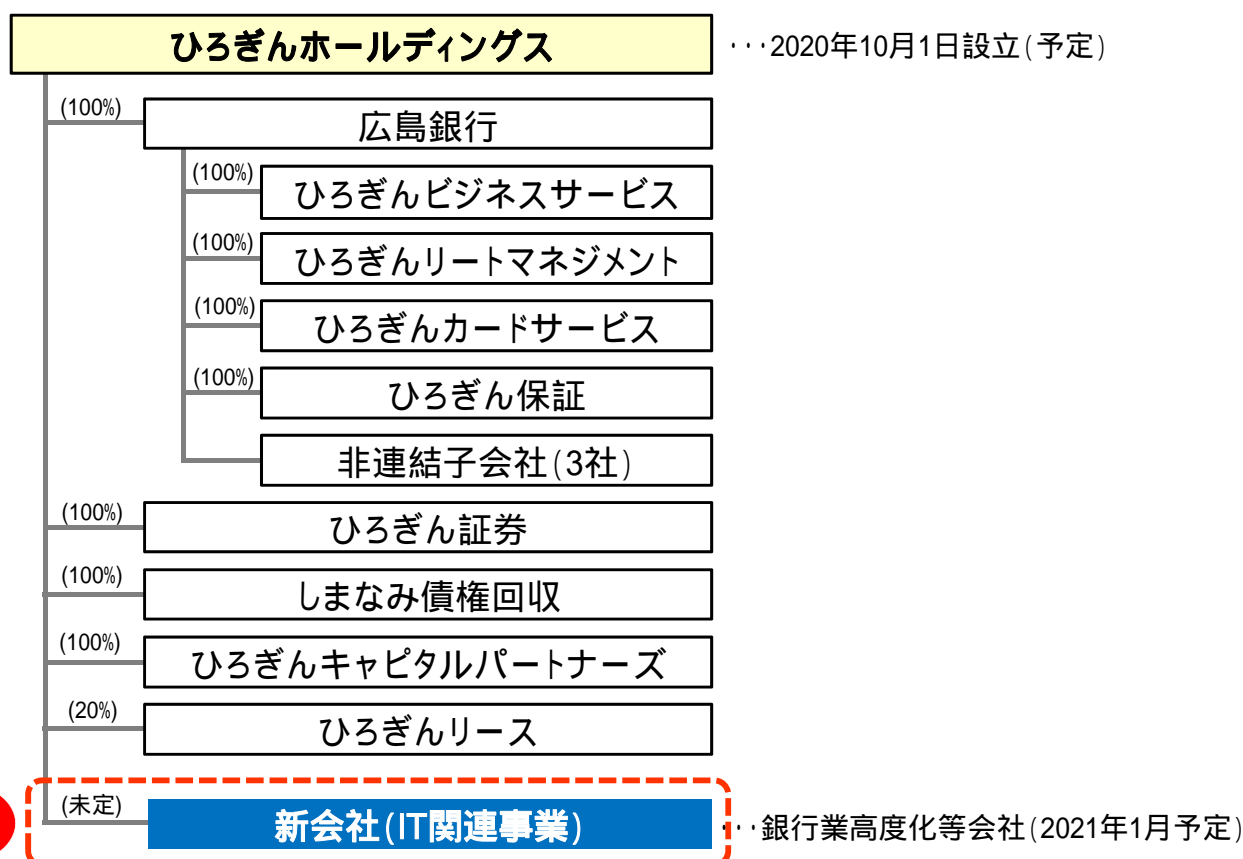 ひろぎんホールディングス ···2020年10月1日設立(予定)
(100%) 広島銀行
(100%) ひろぎんビジネスサービス
(100%) ひろぎんリートマネジメント
(100%) ひろぎんカードサービス
(100%) ひろぎん保証
非連結子会社(3社)
(100%) ひろぎん証券
(100%) しまなみ債権回収
(100%) ひろぎんキャピタルパートナーズ
(20%) ひろぎんリース
(未定) 新会社(IT関連事業) ···銀行業高度化等会社(2021年1月予定)